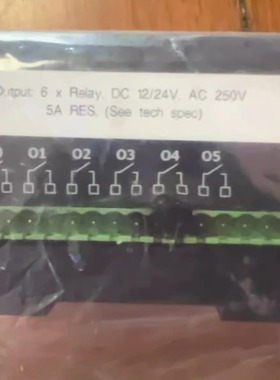 Output: 6 x Relay. DC 12/24V. AC 250V
5A RES. (See tech spec)
O1 O2 O3 O4 O5